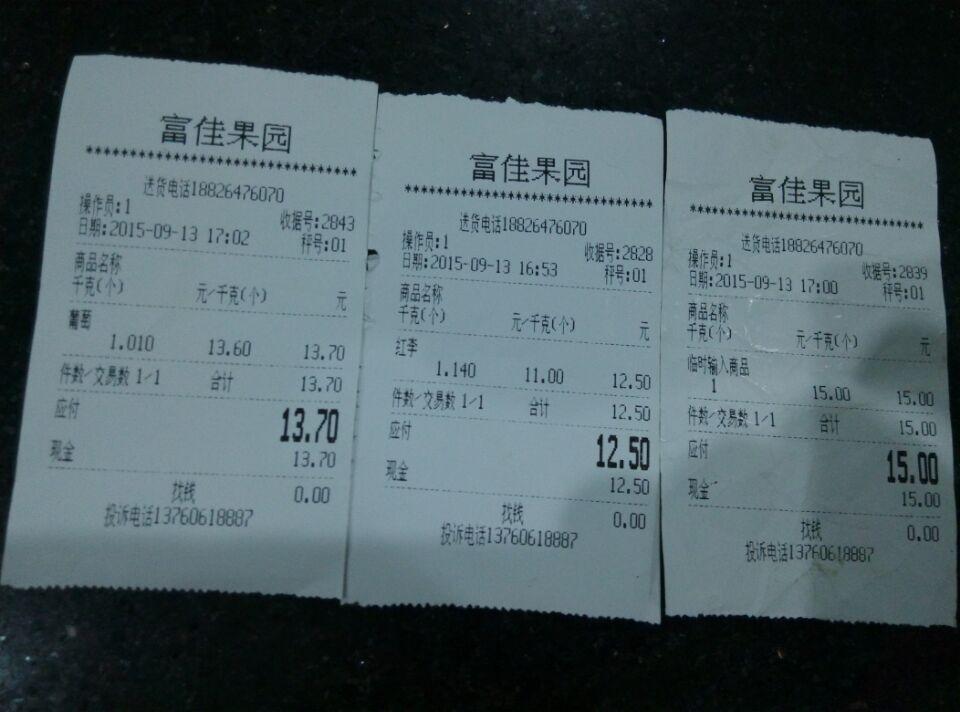 富佳果园
****************************************
送货电话18826476070
操作员:1 收据号:2843
日期:2015-09-13 17:02 秤号:01
商品名称
千克(个) 元/千克(个) 元
葡萄
1.010 13.60 13.70
件数/交易数 1/1 合计 13.70
应付 13.70
现金 13.70
找钱 0.00
投诉电话13760618887
富佳果园
****************************************
送货电话18826476070
操作员:1 收据号:2828
日期:2015-09-13 16:53 秤号:01
商品名称
千克(个) 元/千克(个) 元
红李
1.140 11.00 12.50
件数/交易数 1/1 合计 12.50
应付 12.50
现金 12.50
找钱 0.00
投诉电话13760618887
富佳果园
****************************************
送货电话18826476070
操作员:1 收据号:2839
日期:2015-09-13 17:00 秤号:01
商品名称
千克(个) 元/千克(个) 元
临时输入商品
1 15.00 15.00
件数/交易数 1/1 合计 15.00
应付 15.00
现金 15.00
找钱 0.00
投诉电话13760618887